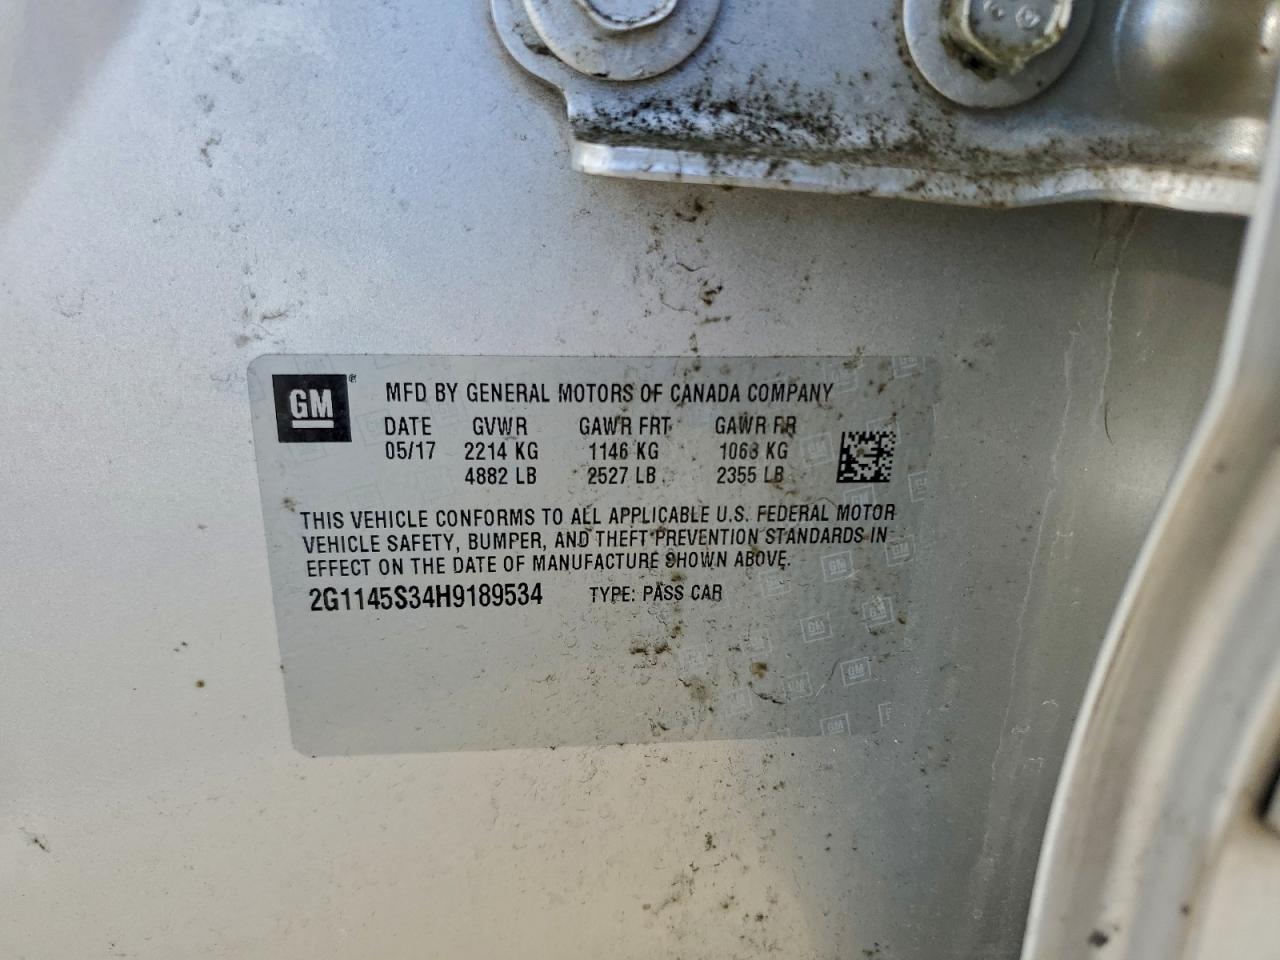 GM ®
MFD BY GENERAL MOTORS OF CANADA COMPANY
DATE GVWR GAWR FRT GAWR RR
05/17 2214 KG 1146 KG 1068 KG
4882 LB 2527 LB 2355 LB
THIS VEHICLE CONFORMS TO ALL APPLICABLE U.S. FEDERAL MOTOR
VEHICLE SAFETY, BUMPER, AND THEFT PREVENTION STANDARDS IN
EFFECT ON THE DATE OF MANUFACTURE SHOWN ABOVE.
2G1145S34H9189534 TYPE: PASS CAR